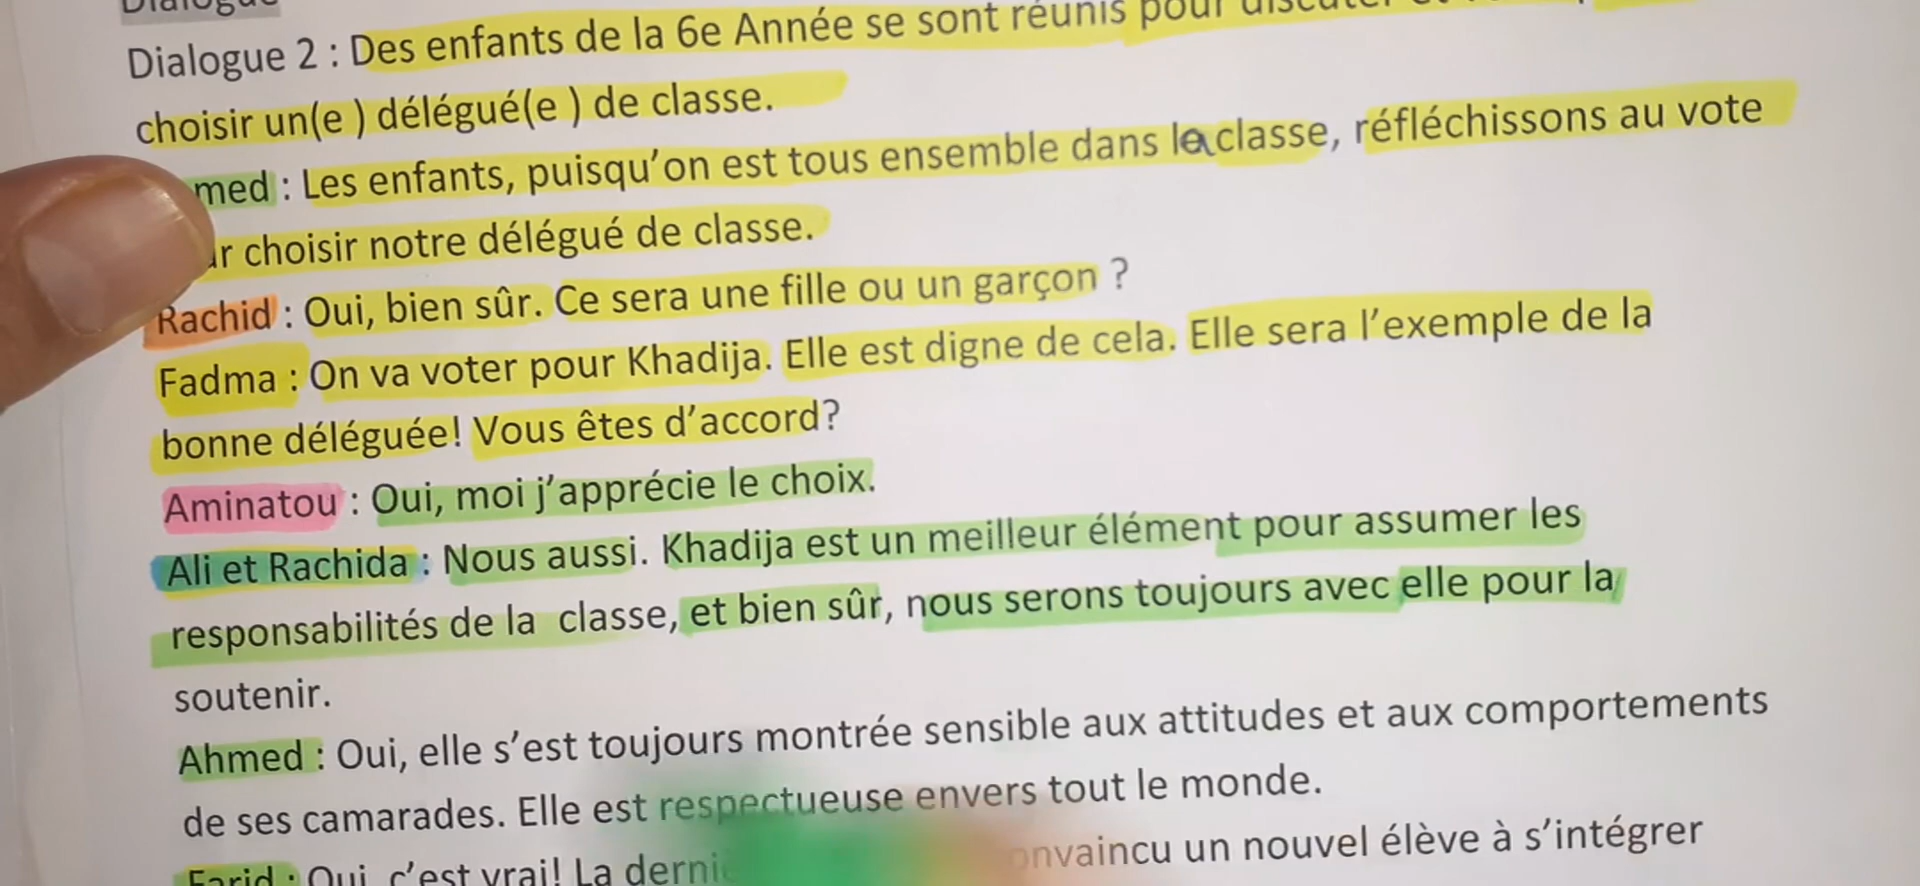 Dialogue
Dialogue 2 : Des enfants de la 6e Année se sont réunis pour discuter et
choisir un(e ) délégué(e ) de classe.
med : Les enfants, puisqu'on est tous ensemble dans la classe, réfléchissons au vote
r choisir notre délégué de classe.
Rachid : Oui, bien sûr. Ce sera une fille ou un garçon ?
Fadma : On va voter pour Khadija. Elle est digne de cela. Elle sera l'exemple de la
bonne déléguée! Vous êtes d'accord?
Aminatou : Oui, moi j'apprécie le choix.
Ali et Rachida : Nous aussi. Khadija est un meilleur élément pour assumer les
responsabilités de la classe, et bien sûr, nous serons toujours avec elle pour la
soutenir.
Ahmed : Oui, elle s'est toujours montrée sensible aux attitudes et aux comportements
de ses camarades. Elle est respectueuse envers tout le monde.
Farid : Oui, c'est vrai! La derni onvaincu un nouvel élève à s'intégrer